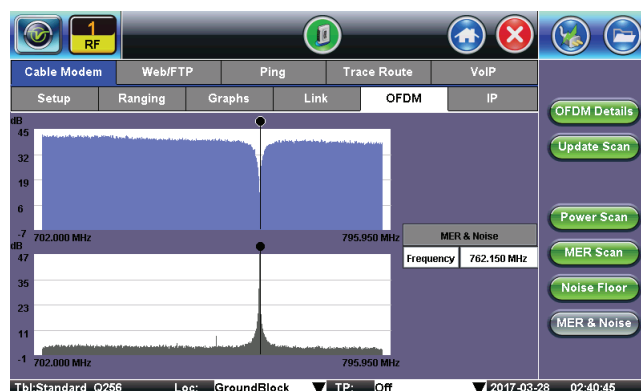 1
RF
Cable Modem Web/FTP Ping Trace Route VoIP
Setup Ranging Graphs Link OFDM IP
OFDM Details
Update Scan
Power Scan
MER Scan
Noise Floor
MER & Noise
dB
45
32
19
6
-7
702.000 MHz 795.950 MHz
MER & Noise
Frequency 762.150 MHz
dB
47
35
23
11
-1
702.000 MHz 795.950 MHz
Tbl:Standard_Q256 Loc: GroundBlock TP: Off 2017-03-28 02:40:45